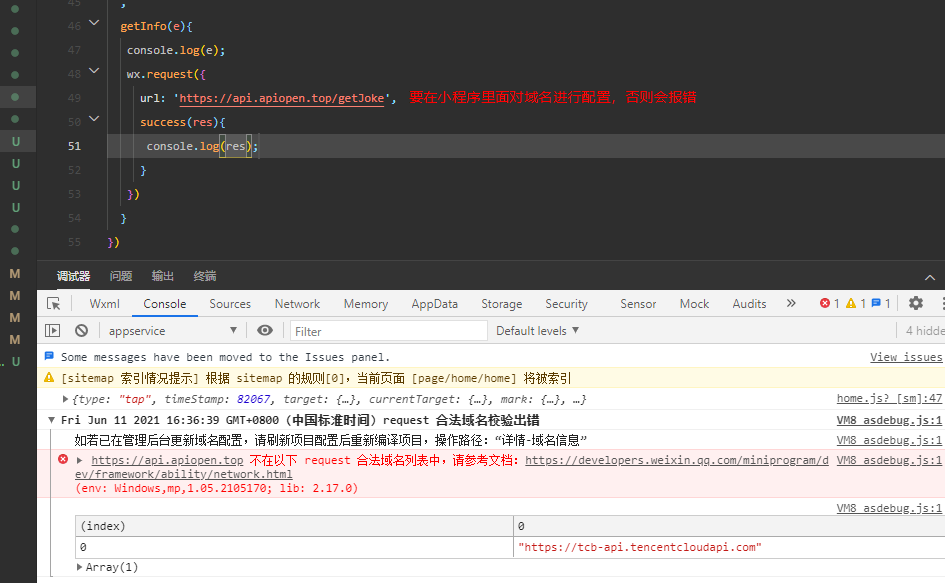 45 ,
46 getInfo(e){
47 console.log(e);
48 wx.request({
49 url: 'https://api.apiopen.top/getJoke', 要在小程序里面对域名进行配置，否则会报错
50 success(res){
51 console.log(res);
52 }
53 })
54 }
55 })
U
U
U
U
M
M
M
M
U
调试器 问题 输出 终端
Wxml Console Sources Network Memory AppData Storage Security Sensor Mock Audits » 1 1 1
appservice ▼ Filter Default levels ▼ 4 hidde
Some messages have been moved to the Issues panel. View issues
[sitemap 索引情况提示] 根据 sitemap 的规则[0]，当前页面 [page/home/home] 将被索引
▶{type: "tap", timeStamp: 82067, target: {…}, currentTarget: {…}, mark: {…}, …} home.js? [sm]:47
▼ Fri Jun 11 2021 16:36:39 GMT+0800 (中国标准时间) request 合法域名校验出错 VM8 asdebug.js:1
如若已在管理后台更新域名配置，请刷新项目配置后重新编译项目，操作路径：“详情-域名信息” VM8 asdebug.js:1
▶ https://api.apiopen.top 不在以下 request 合法域名列表中，请参考文档：https://developers.weixin.qq.com/miniprogram/d VM8 asdebug.js:1
ev/framework/ability/network.html
(env: Windows,mp,1.05.2105170; lib: 2.17.0)
VM8 asdebug.js:1
(index) 0
0 "https://tcb-api.tencentcloudapi.com"
▶Array(1)